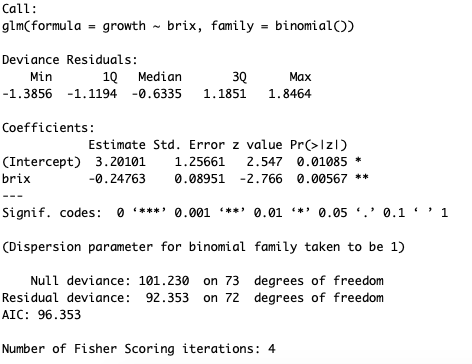 Call:
glm(formula = growth ~ brix, family = binomial())
Deviance Residuals:
Min 1Q Median 3Q Max
-1.3856 -1.1194 -0.6335 1.1851 1.8464
Coefficients:
Estimate Std. Error z value Pr(>|z|)
(Intercept) 3.20101 1.25661 2.547 0.01085 *
brix -0.24763 0.08951 -2.766 0.00567 **
---
Signif. codes: 0 ‘***’ 0.001 ‘**’ 0.01 ‘*’ 0.05 ‘.’ 0.1 ‘ ’ 1
(Dispersion parameter for binomial family taken to be 1)
Null deviance: 101.230 on 73 degrees of freedom
Residual deviance: 92.353 on 72 degrees of freedom
AIC: 96.353
Number of Fisher Scoring iterations: 4